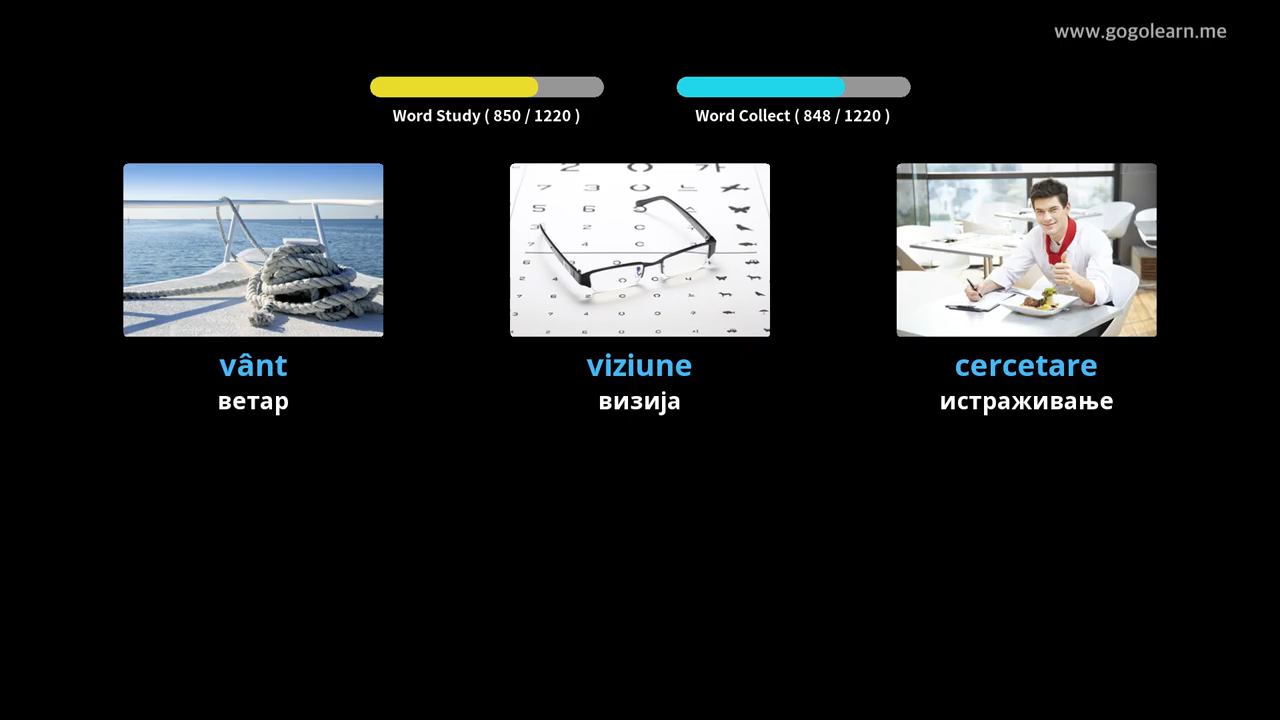 www.gogolearn.me
Word Study ( 850 / 1220 )
Word Collect ( 848 / 1220 )
vânt
ветар
viziune
визија
cercetare
истраживање